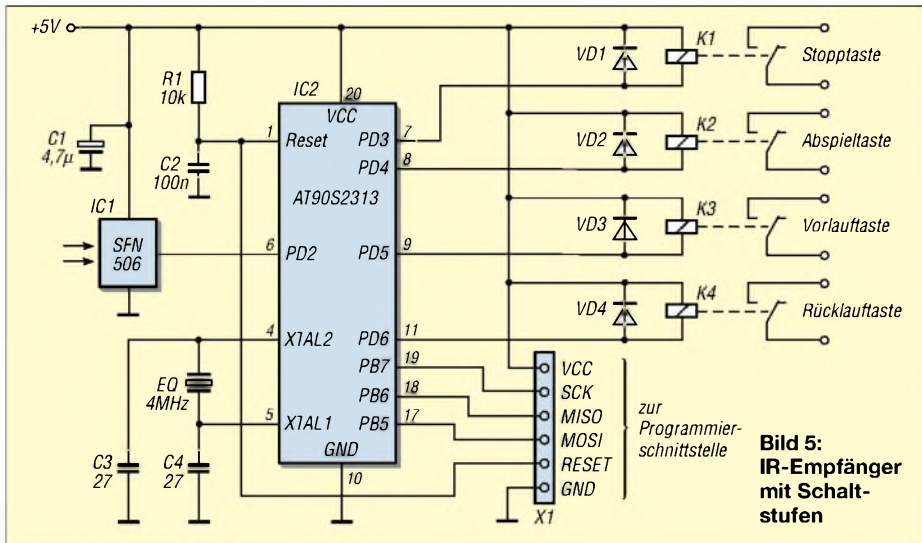 +5V
R1
10k
C1
4,7µ
C2
100n
IC1
SFN
506
IC2
20
VCC
1
Reset
PD3
7
PD4
8
AT90S2313
6
PD2
PD5
9
4
XTAL2
PD6
11
PB7
19
PB6
18
5
XTAL1
PB5
17
GND
10
EQ
4MHz
C3
27
C4
27
VD1
K1
Stopptaste
VD2
K2
Abspieltaste
VD3
K3
Vorlauftaste
VD4
K4
Rücklauftaste
VCC
SCK
MISO
MOSI
RESET
GND
X1
zur
Programmier-
schnittstelle
Bild 5:
IR-Empfänger
mit Schalt-
stufen